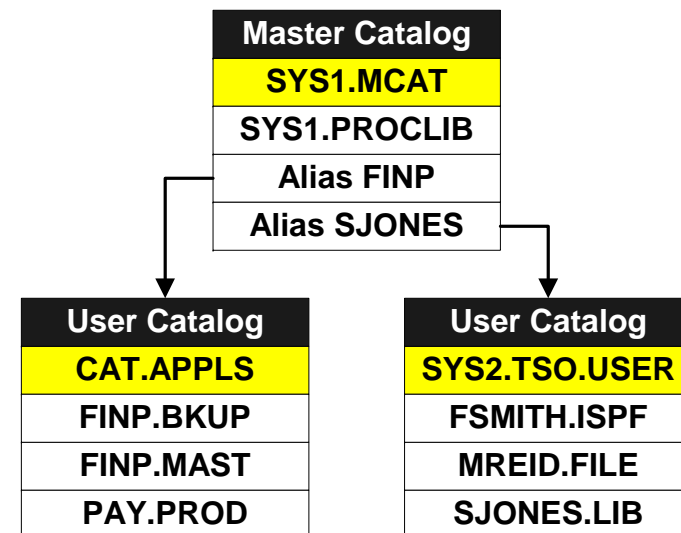 Master Catalog
SYS1.MCAT
SYS1.PROCLIB
Alias FINP
Alias SJONES
User Catalog
CAT.APPLS
FINP.BKUP
FINP.MAST
PAY.PROD
User Catalog
SYS2.TSO.USER
FSMITH.ISPF
MREID.FILE
SJONES.LIB